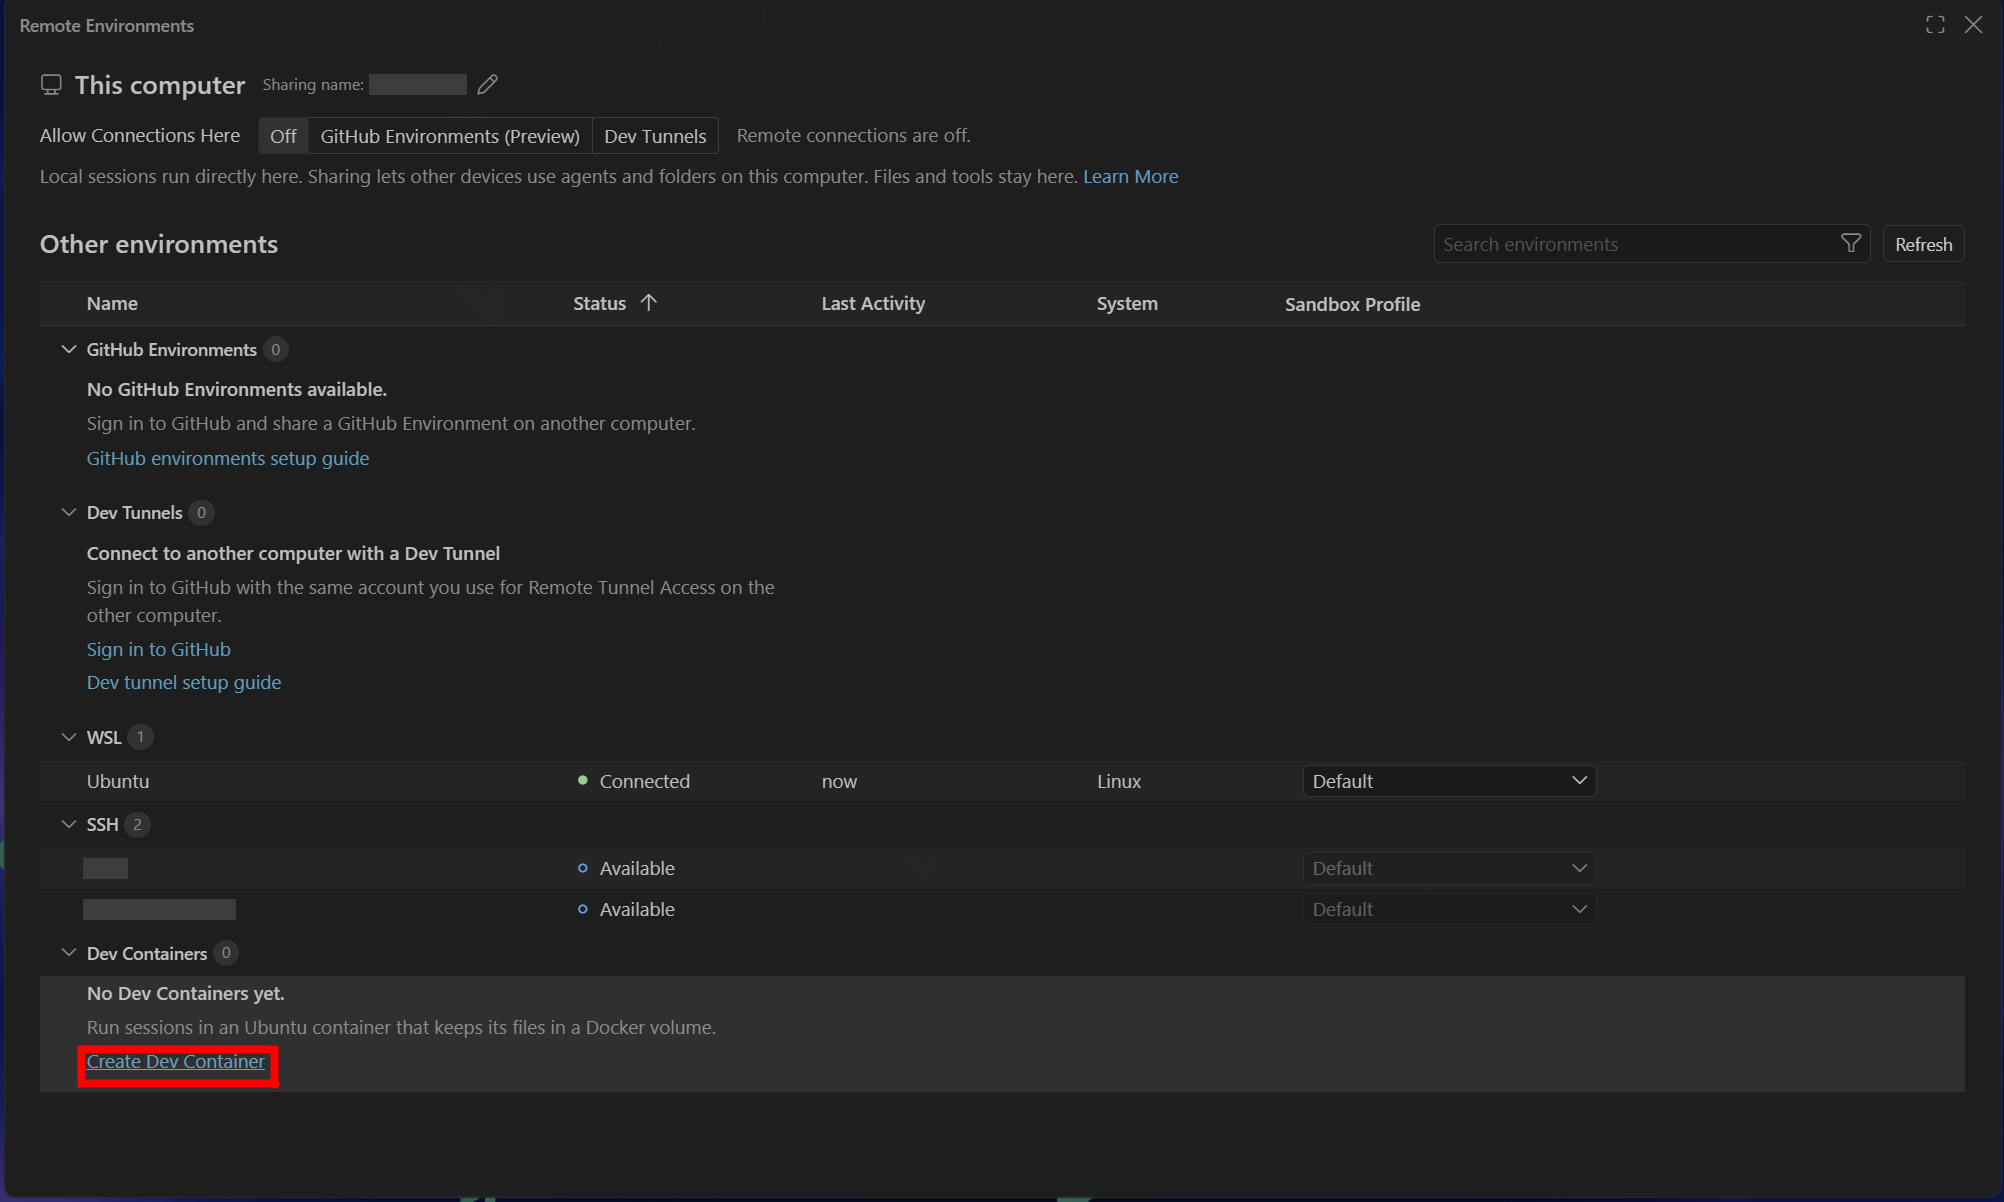 Remote Environments
This computer Sharing name:
Allow Connections Here Off GitHub Environments (Preview) Dev Tunnels Remote connections are off.
Local sessions run directly here. Sharing lets other devices use agents and folders on this computer. Files and tools stay here. Learn More
Other environments Search environments Refresh
Name Status Last Activity System Sandbox Profile
GitHub Environments 0
No GitHub Environments available.
Sign in to GitHub and share a GitHub Environment on another computer.
GitHub environments setup guide
Dev Tunnels 0
Connect to another computer with a Dev Tunnel
Sign in to GitHub with the same account you use for Remote Tunnel Access on the
other computer.
Sign in to GitHub
Dev tunnel setup guide
WSL 1
Ubuntu Connected now Linux Default
SSH 2
Available Default
Available Default
Dev Containers 0
No Dev Containers yet.
Run sessions in an Ubuntu container that keeps its files in a Docker volume.
Create Dev Container